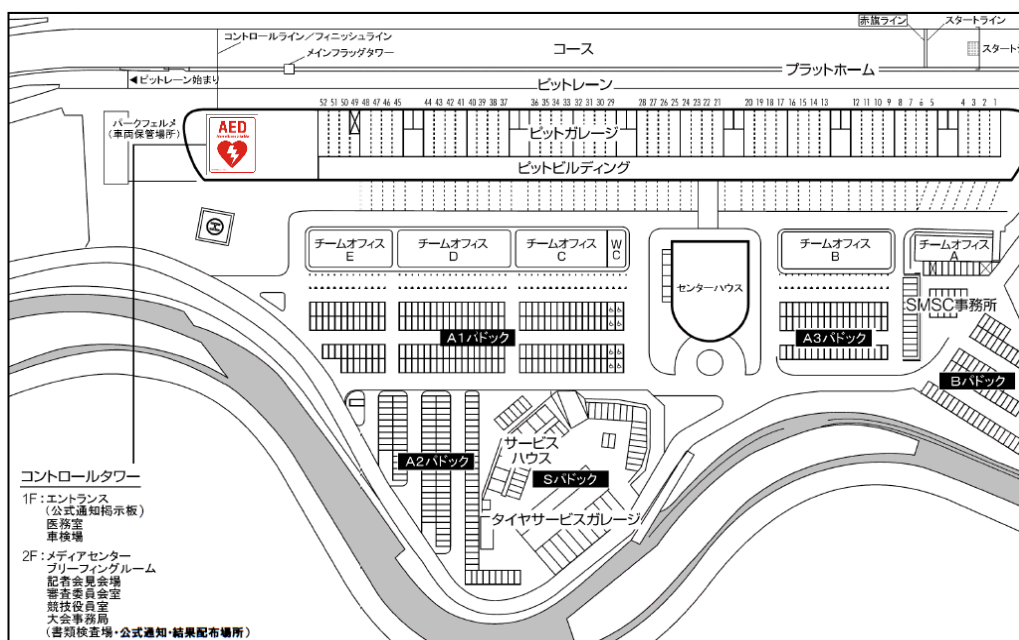 コントロールライン／フィニッシュライン
赤旗ライン
スタートライン
コース
メインフラッグタワー
スタートラ
プラットホーム
◀ピットレーン始まり
ピットレーン
52 51 50 49 48 47 46 45 44 43 42 41 40 39 38 37 36 35 34 33 32 31 30 29 28 27 26 25 24 23 22 21 20 19 18 17 16 15 14 13 12 11 10 9 8 7 6 5 4 3 2 1
パークフェルメ
（車両保管場所）
AED
ピットガレージ
ピットビルディング
H
チームオフィス
E
チームオフィス
D
チームオフィス
C
WC
センターハウス
チームオフィス
B
チームオフィス
A
SMSC事務所
A1パドック
A3パドック
Bパドック
サービス
ハウス
A2パドック
Sパドック
タイヤサービスガレージ
コントロールタワー
1F：エントランス
（公式通知掲示板）
医務室
車検場
2F：メディアセンター
ブリーフィングルーム
記者会見会場
審査委員会室
競技役員室
大会事務局
（書類検査場・公式通知・結果配布場所）